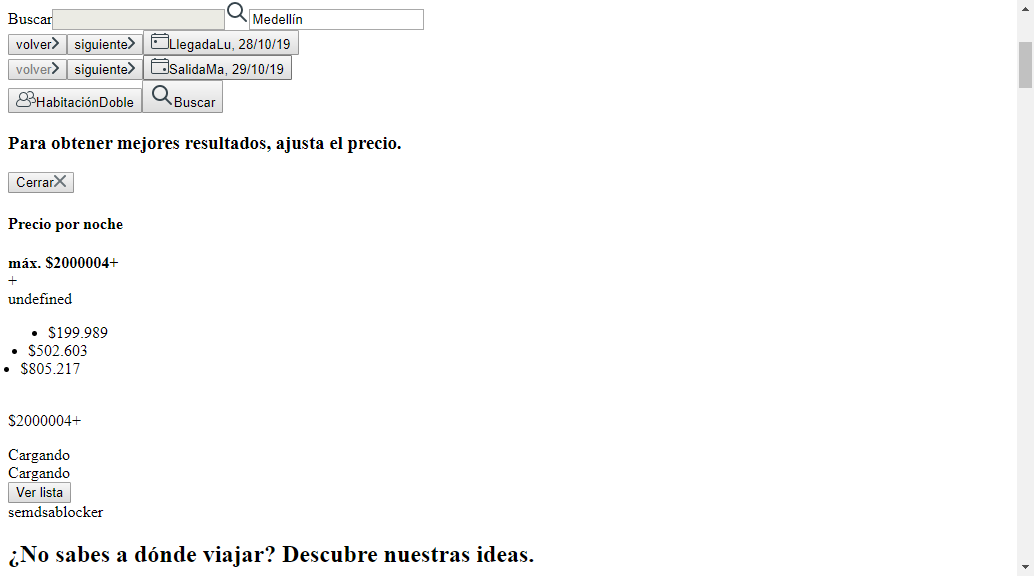 Buscar Medellín
volver siguiente LlegadaLu, 28/10/19
volver siguiente SalidaMa, 29/10/19
HabitaciónDoble Buscar
Para obtener mejores resultados, ajusta el precio.
Cerrar
Precio por noche
máx. $2000004+
+
undefined
$199.989
$502.603
$805.217
$2000004+
Cargando
Cargando
Ver lista
semdsablocker
¿No sabes a dónde viajar? Descubre nuestras ideas.